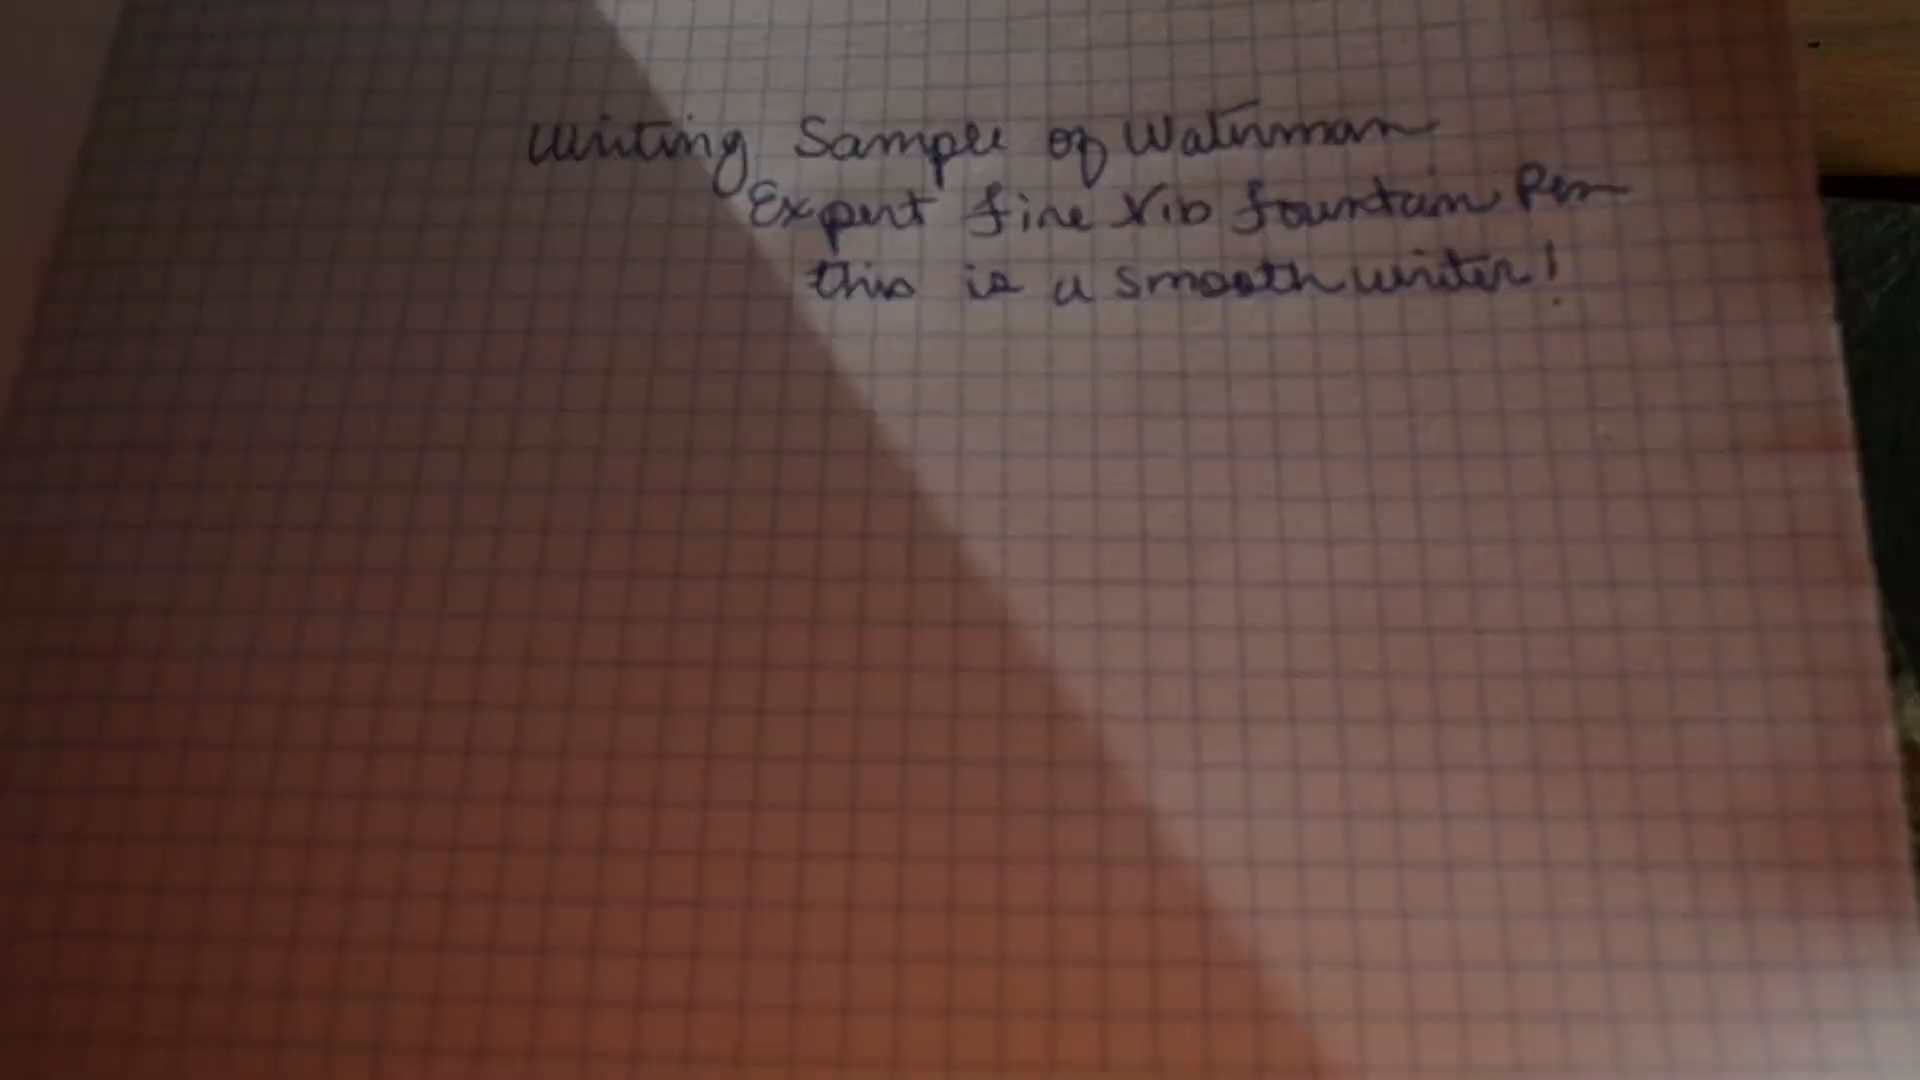 Writing Sample of Waterman
Expert fine Nib fountain Pen
this is a smooth writer!